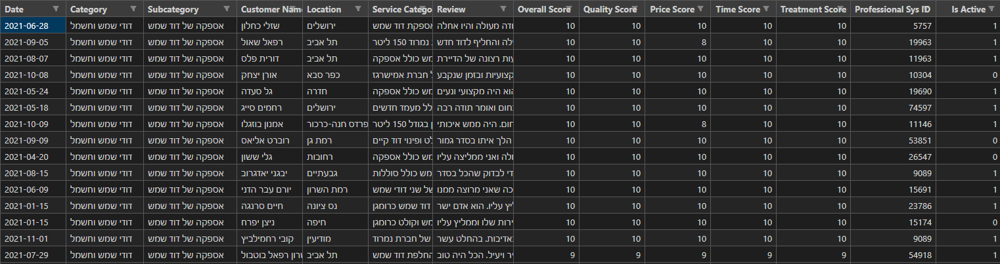 Date Category Subcategory Customer Name Location Service Catego Review Overall Score Quality Score Price Score Time Score Treatment Score Professional Sys ID Is Active
2021-06-28 דודי שמש וחשמל אספקה של דוד שמש שזלי כחלון ירושלים אספקת דוד שמש ודה מעולה והיו אחלה 10 10 10 10 10 5757 1
2021-09-05 דודי שמש וחשמל אספקה של דוד שמש רפאל שאול תל אביב נמרוד 150 ליטר ילה והחליף לדוד חדש 10 10 8 10 10 19963 1
2021-08-07 דודי שמש וחשמל אספקה של דוד שמש דורית פלס תל אביב מש כולל אספקה עות רצונה של הדיירת 10 10 10 10 10 11963 1
2021-10-08 דודי שמש וחשמל אספקה של דוד שמש אורן יצחק כפר סבא חברת אמישרגז קצועיות ובזמן שנקבע 10 10 10 10 10 10304 0
2021-05-24 דודי שמש וחשמל אספקה של דוד שמש גל סעדה חדרה מש כולל אספקה הוא היה מקצועי ונעים 10 10 10 10 10 19690 1
2021-05-18 דודי שמש וחשמל אספקה של דוד שמש רחמים סייג ירושלים לל מעמד חדשים נחום ואומר תודה רבה 10 10 10 10 10 74597 1
2021-10-09 דודי שמש וחשמל אספקה של דוד שמש אמנון בוזגלו פרדס חנה-כרכור ן בגודל 150 ליטר חום. היה ממש איכותי 10 10 8 10 10 11146 1
2021-09-09 דודי שמש וחשמל אספקה של דוד שמש רוברט אליאס רמת גן לט ופינוי דוד קיים הלך איתו בסדר גמור 10 10 10 10 10 53851 0
2021-04-20 דודי שמש וחשמל אספקה של דוד שמש גלי ששון רחובות מש כולל אספקה לה ואני ממליצה עליו 10 10 10 10 10 26547 0
2021-08-15 דודי שמש וחשמל אספקה של דוד שמש יבגני יאדגרוב גבעתיים מש כולל סוללות די לבדוק שהכל בסדר 10 10 10 10 10 9089 1
2021-06-09 דודי שמש וחשמל אספקה של דוד שמש יורם עבר הדני רמת השרון של שני דודי שמש כה שאני מרוצה ממנו 10 10 10 10 10 15691 1
2021-01-15 דודי שמש וחשמל אספקה של דוד שמש חיים סרנגה נס ציונה דוד שמש כרומגן ליץ עליו. הוא אדם ישר 10 10 10 10 10 23786 1
2021-01-15 דודי שמש וחשמל אספקה של דוד שמש ניצן יפרח חיפה מש וקולט כרומגן ירות שלו וממליץ עליו 10 10 10 10 10 15174 0
2021-11-01 דודי שמש וחשמל אספקה של דוד שמש קובי רחמילביץ מודיעין של חברת נמרוד אדיבות. בהחלט עשר 10 10 10 10 10 9089 1
2021-07-29 דודי שמש וחשמל אספקה של דוד שמש שרון רפאל בוטבול תל אביב החלפת דוד שמש יר ויעיל. הכל היה טוב 9 9 9 9 9 54918 1